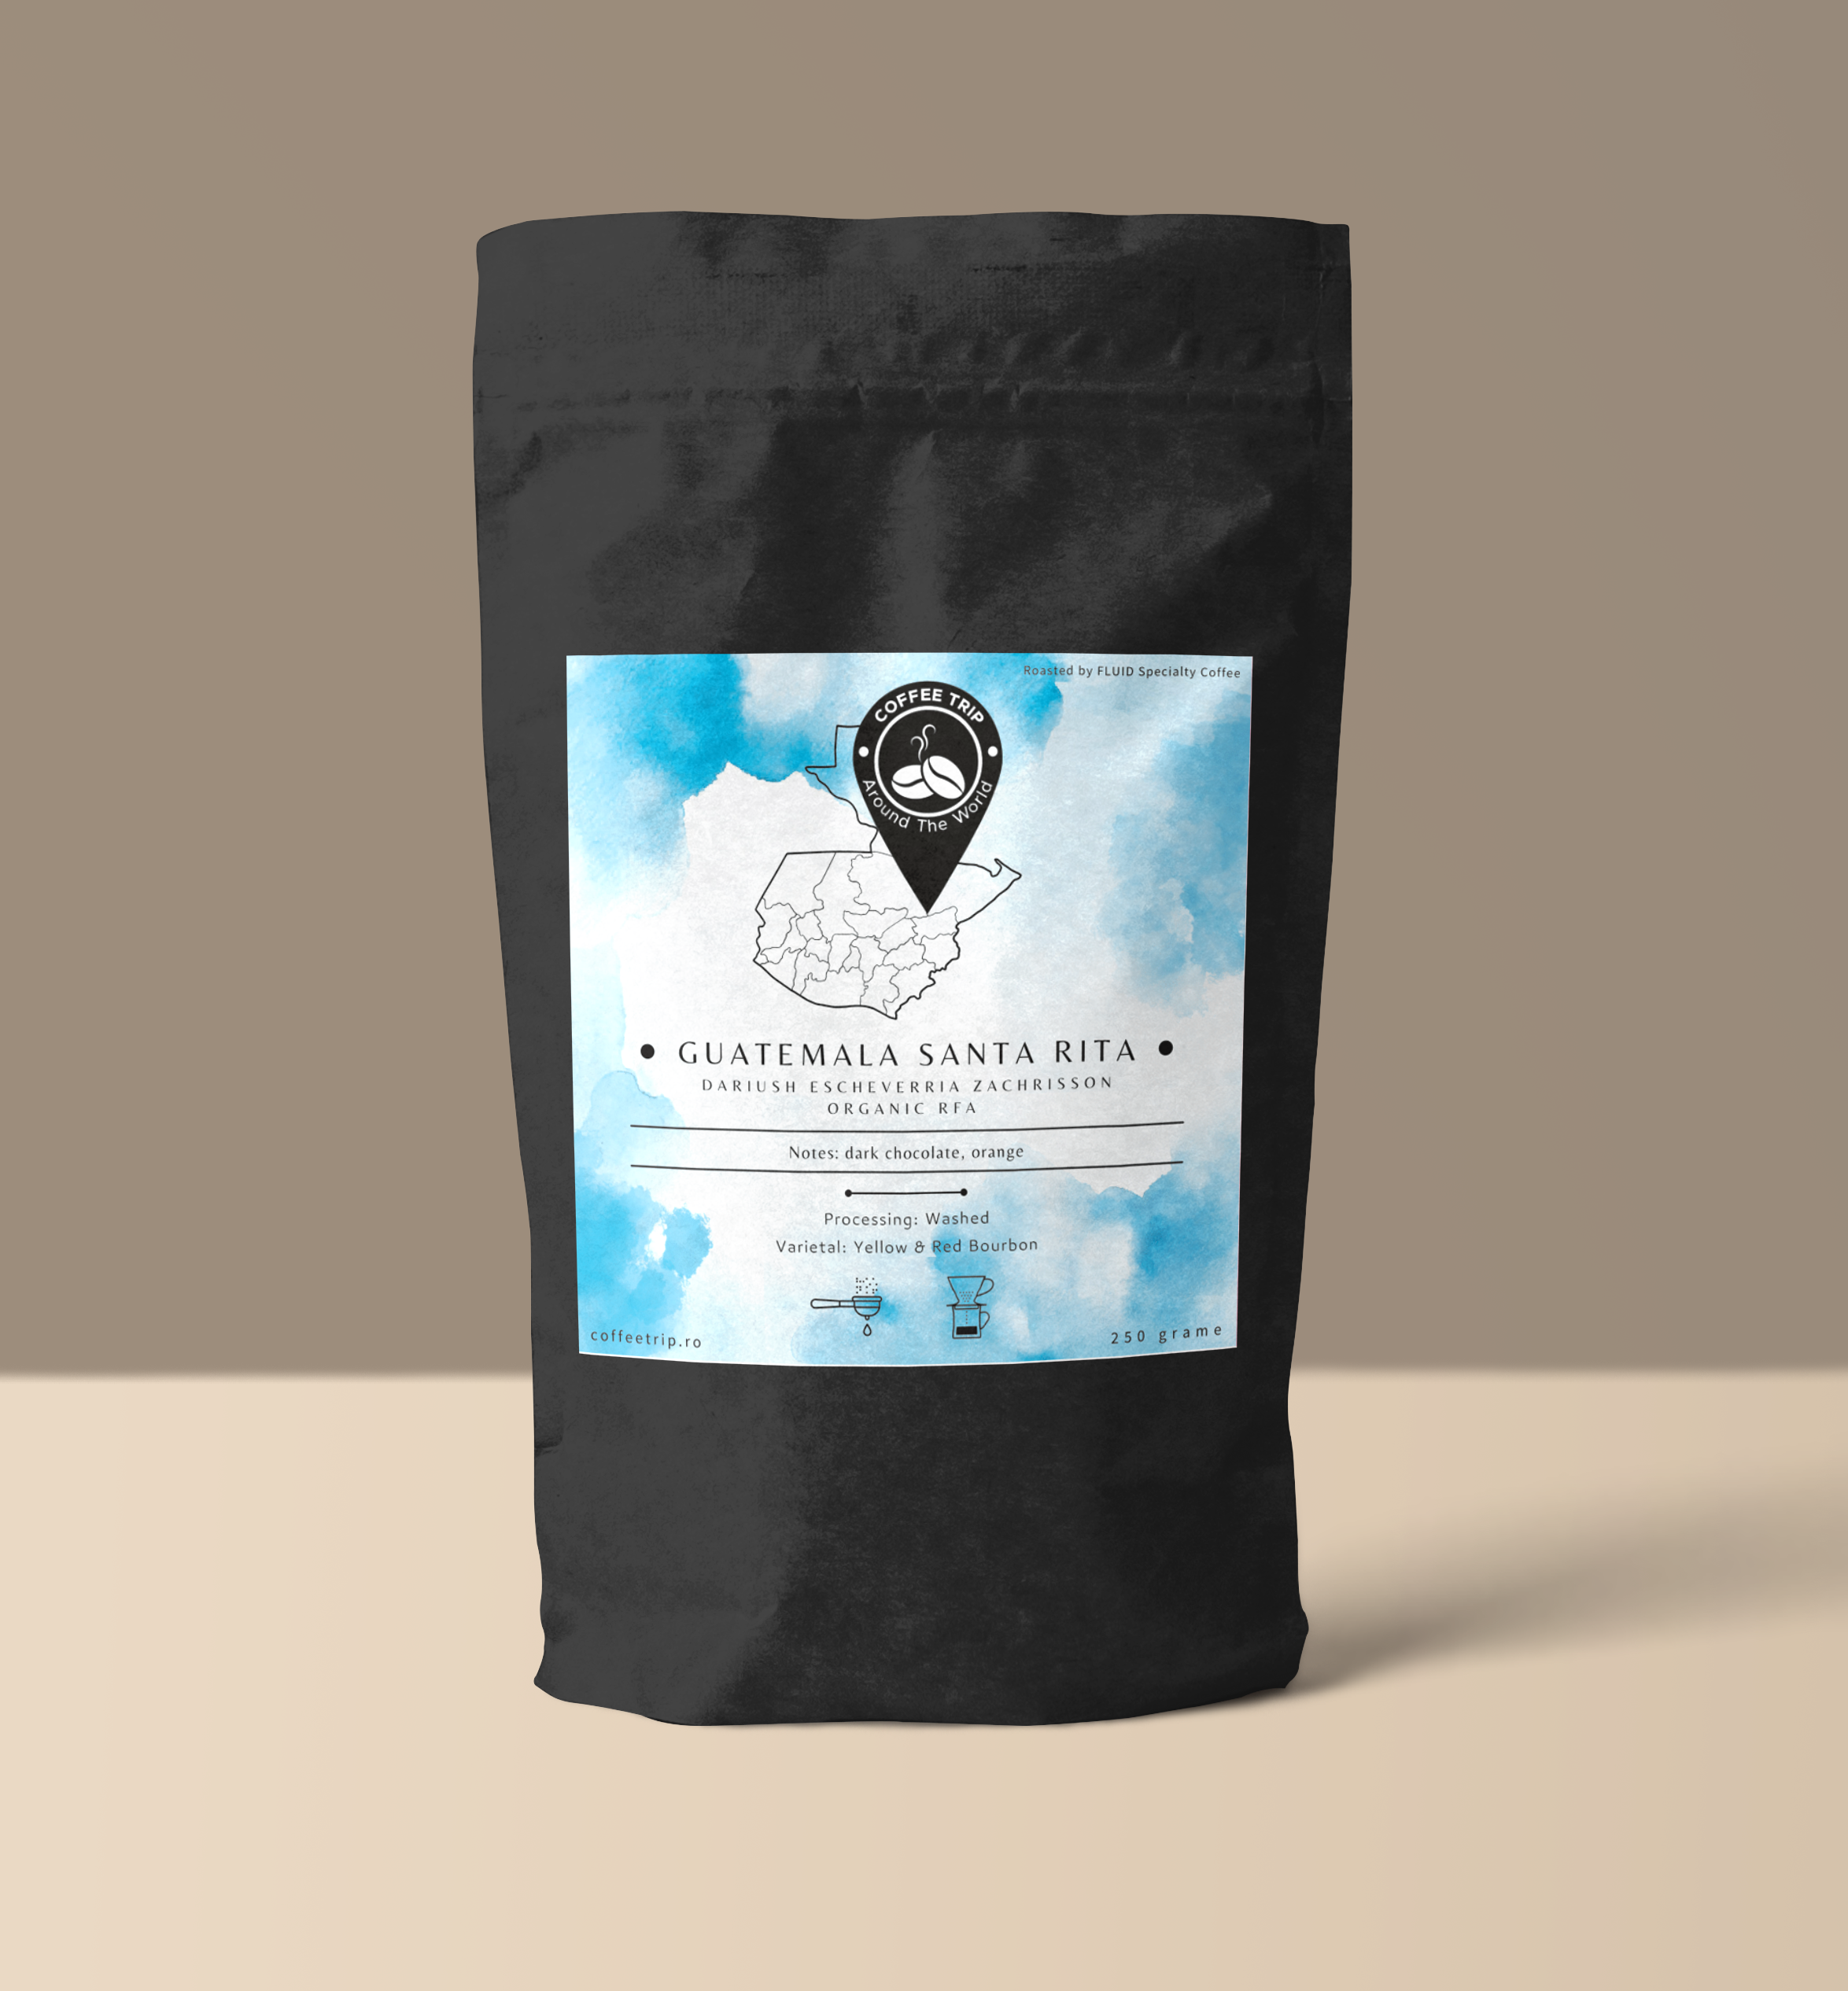 Roasted by FLUID Specialty Coffee
COFFEE TRIP
Around The World
GUATEMALA SANTA RITA
DARIUSH ESCHEVERRIA ZACHRISSON
ORGANIC RFA
Notes: dark chocolate, orange
Processing: Washed
Varietal: Yellow & Red Bourbon
coffeetrip.ro
250 grame